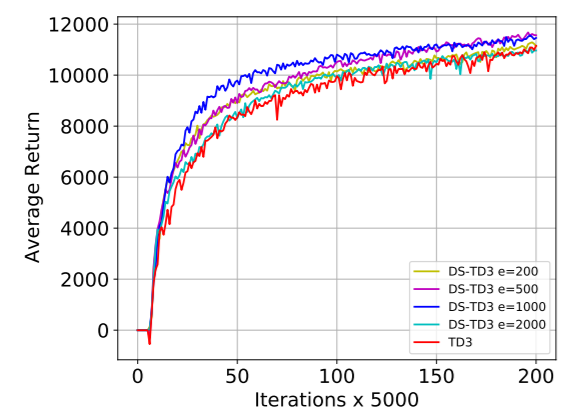 12000
10000
8000
6000
4000
2000
0
Average Return
DS-TD3 e=200
DS-TD3 e=500
DS-TD3 e=1000
DS-TD3 e=2000
TD3
0 50 100 150 200
Iterations x 5000